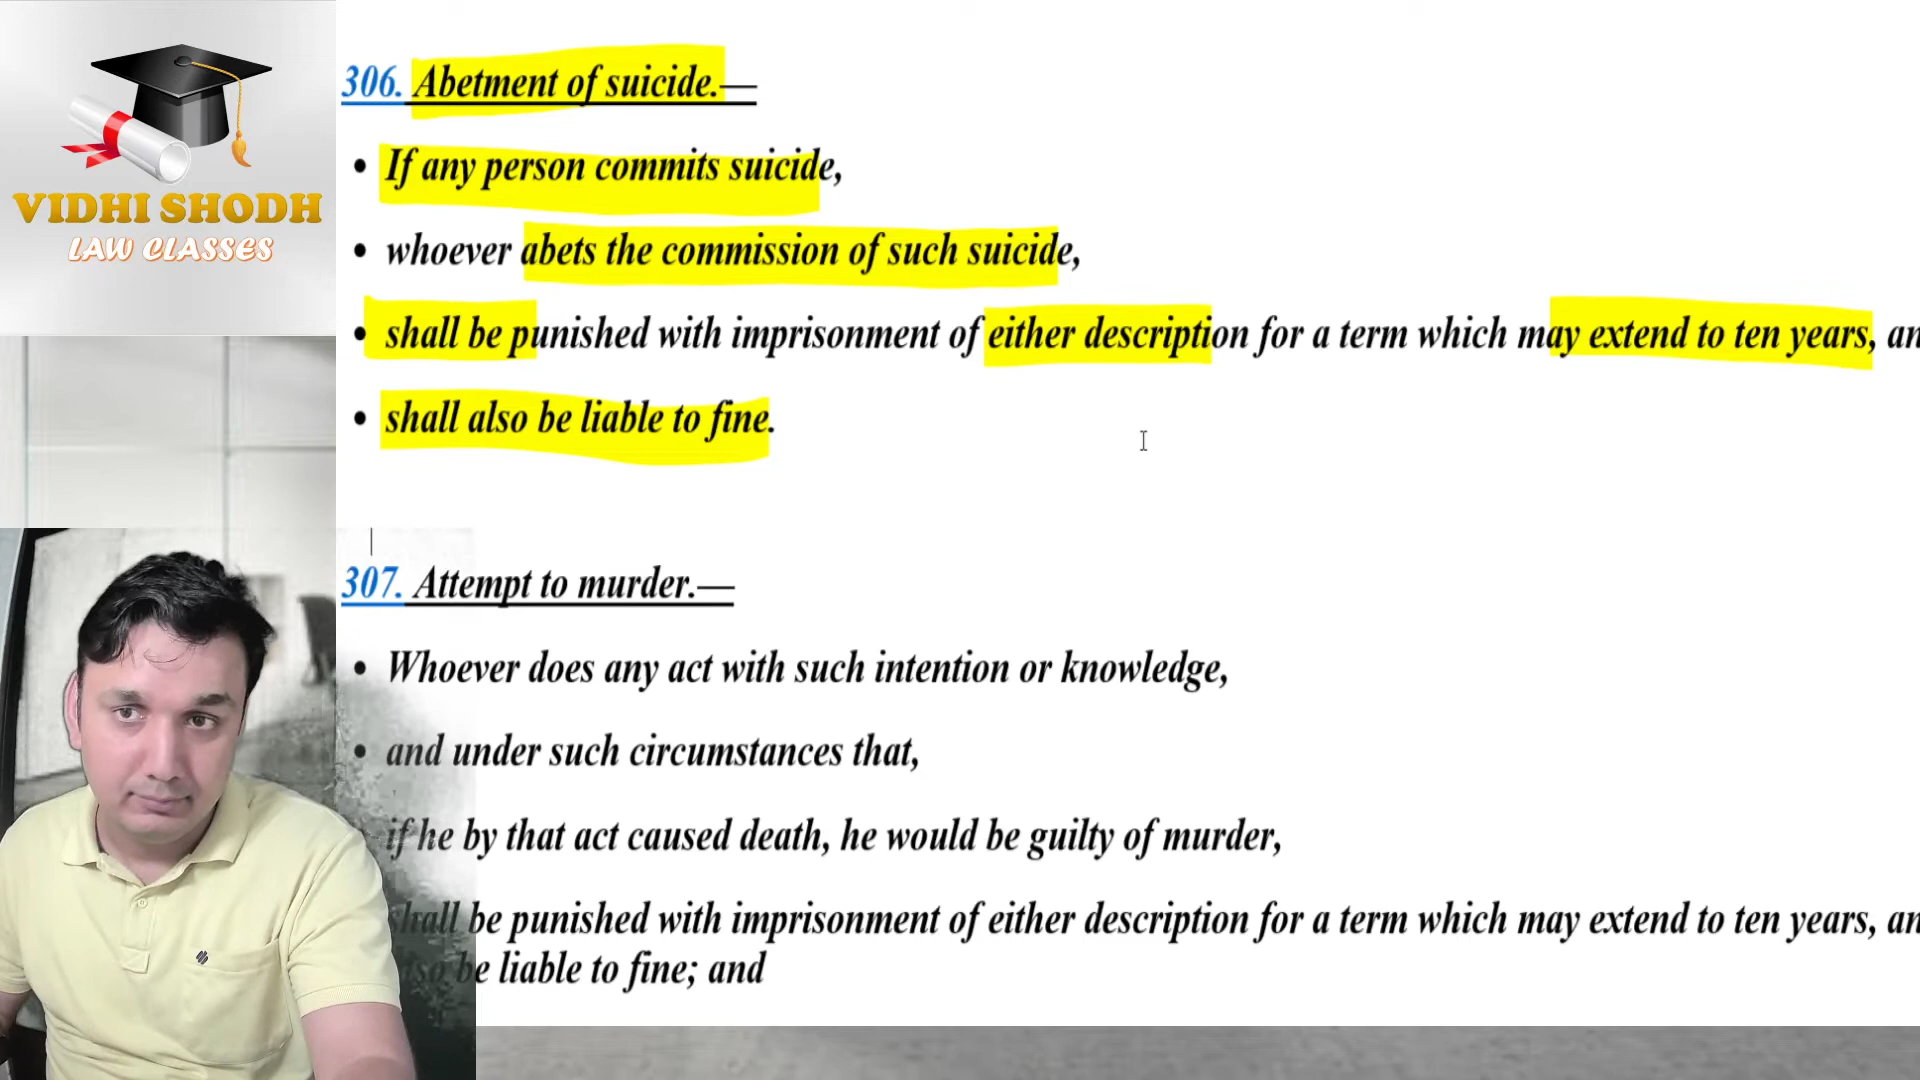 VIDHI SHODH
LAW CLASSES
306. Abetment of suicide.—
• If any person commits suicide,
• whoever abets the commission of such suicide,
• shall be punished with imprisonment of either description for a term which may extend to ten years, an
• shall also be liable to fine.
307. Attempt to murder.—
• Whoever does any act with such intention or knowledge,
• and under such circumstances that,
if he by that act caused death, he would be guilty of murder,
shall be punished with imprisonment of either description for a term which may extend to ten years, an
also be liable to fine; and